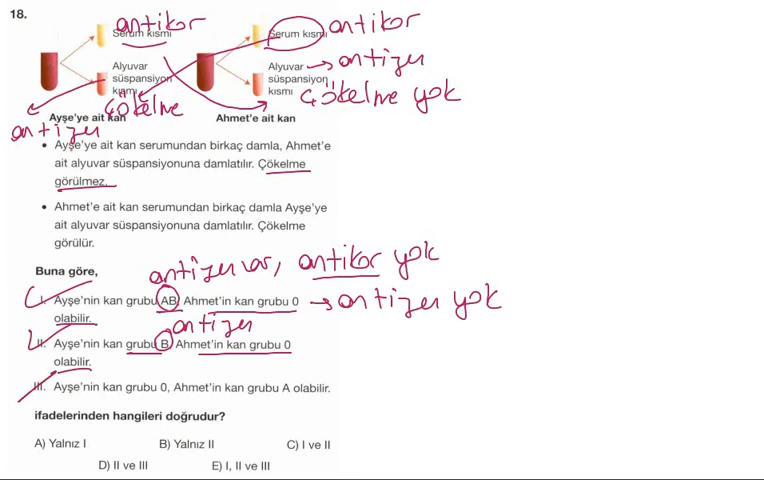 18.
antikor
antikor
Serum kısmı
Serum kısmı
Alyuvar
süspansiyon
kısmı
Alyuvar → antijen
süspansiyon
kısmı
Çökelme
Çökelme yok
Ayşe'ye ait kan
Ahmet'e ait kan
antijen
• Ayşe'ye ait kan serumundan birkaç damla, Ahmet'e
ait alyuvar süspansiyonuna damlatılır. Çökelme
görülmez.
• Ahmet'e ait kan serumundan birkaç damla Ayşe'ye
ait alyuvar süspansiyonuna damlatılır. Çökelme
görülür.
Buna göre,
antijen var, antikor yok
I. Ayşe'nin kan grubu AB, Ahmet'in kan grubu 0 → antijen yok
olabilir.
antijen
II. Ayşe'nin kan grubu B, Ahmet'in kan grubu 0
olabilir.
III. Ayşe'nin kan grubu 0, Ahmet'in kan grubu A olabilir.
ifadelerinden hangileri doğrudur?
A) Yalnız I B) Yalnız II C) I ve II
D) II ve III E) I, II ve III